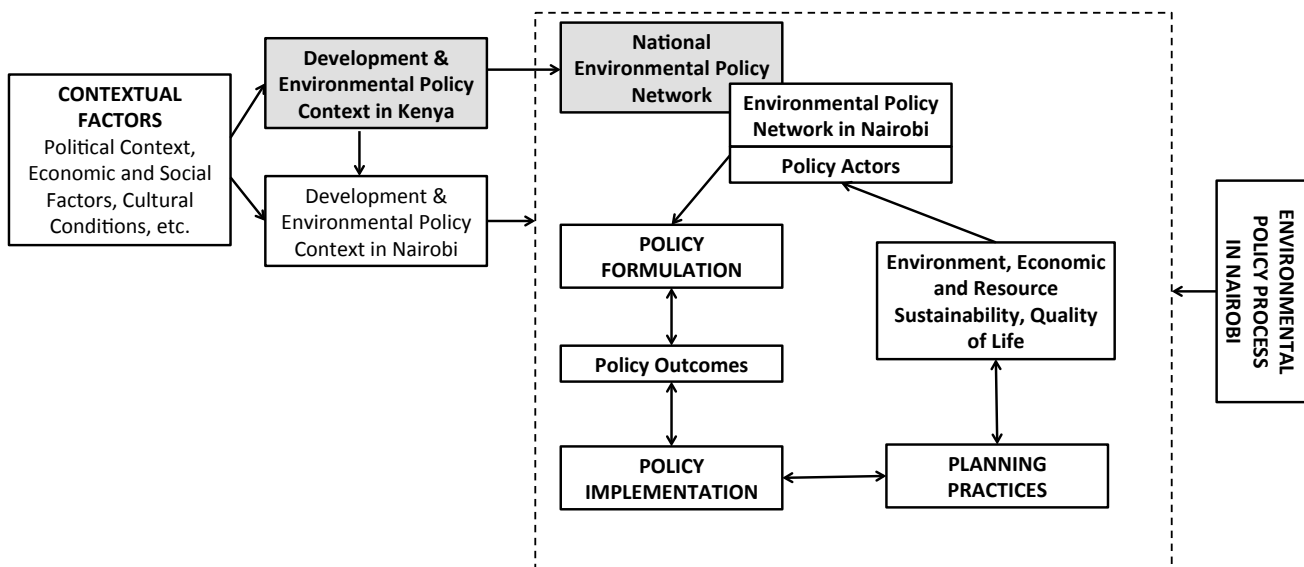 CONTEXTUAL
FACTORS
Political Context,
Economic and Social
Factors, Cultural
Conditions, etc.
Development &
Environmental Policy
Context in Kenya
Development &
Environmental Policy
Context in Nairobi
National
Environmental Policy
Network
Environmental Policy
Network in Nairobi
Policy Actors
POLICY
FORMULATION
Policy Outcomes
POLICY
IMPLEMENTATION
PLANNING
PRACTICES
Environment, Economic
and Resource
Sustainability, Quality
of Life
ENVIRONMENTAL
POLICY PROCESS
IN NAIROBI